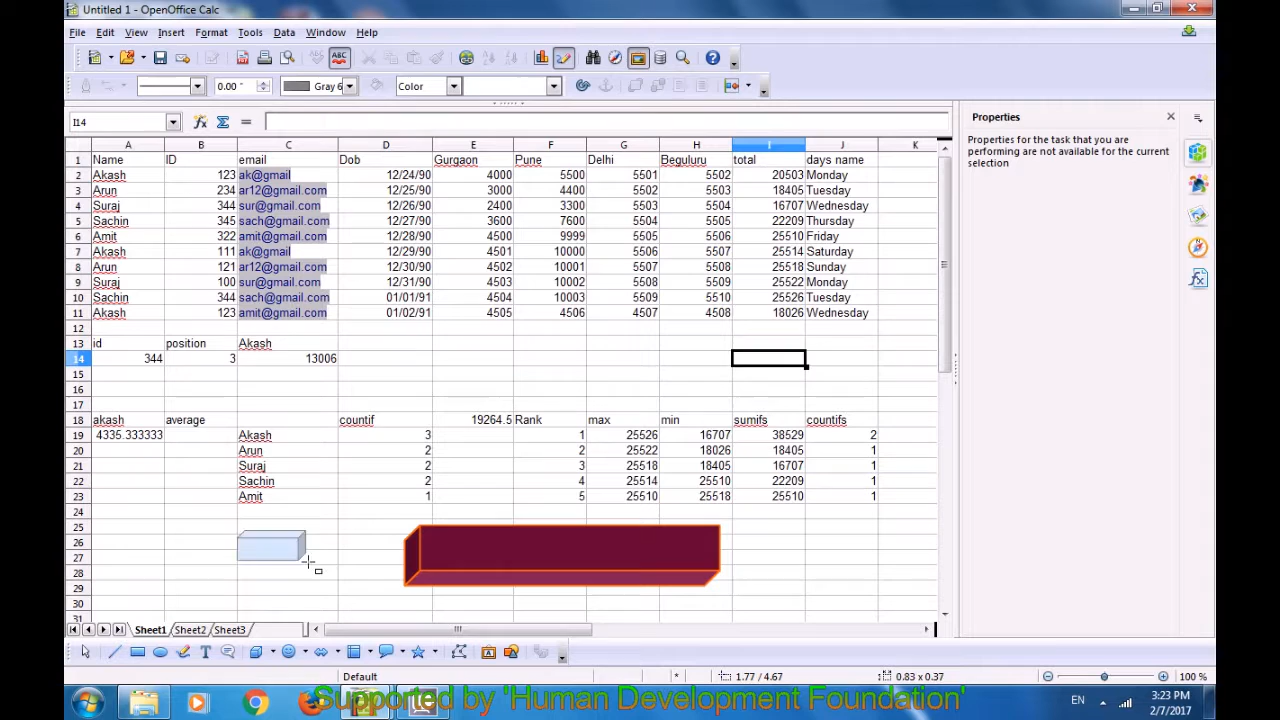 Untitled 1 - OpenOffice Calc
File Edit View Insert Format Tools Data Window Help
ABC
0.00 " Gray 6 Color
I14
Properties
Properties for the task that you are performing are not available for the current selection
A B C D E F G H I J K
1 Name ID email Dob Gurgaon Pune Delhi Beguluru total days name
2 Akash 123 ak@gmail 12/24/90 4000 5500 5501 5502 20503 Monday
3 Arun 234 ar12@gmail.com 12/25/90 3000 4400 5502 5503 18405 Tuesday
4 Suraj 344 sur@gmail.com 12/26/90 2400 3300 5503 5504 16707 Wednesday
5 Sachin 345 sach@gmail.com 12/27/90 3600 7600 5504 5505 22209 Thursday
6 Amit 322 amit@gmail.com 12/28/90 4500 9999 5505 5506 25510 Friday
7 Akash 111 ak@gmail 12/29/90 4501 10000 5506 5507 25514 Saturday
8 Arun 121 ar12@gmail.com 12/30/90 4502 10001 5507 5508 25518 Sunday
9 Suraj 100 sur@gmail.com 12/31/90 4503 10002 5508 5509 25522 Monday
10 Sachin 344 sach@gmail.com 01/01/91 4504 10003 5509 5510 25526 Tuesday
11 Akash 123 amit@gmail.com 01/02/91 4505 4506 4507 4508 18026 Wednesday
12
13 id position Akash
14 344 3 13006
15
16
17
18 akash average countif 19264.5 Rank max min sumifs countifs
19 4335.333333 Akash 3 1 25526 16707 38529 2
20 Arun 2 2 25522 18026 18405 1
21 Suraj 2 3 25518 18405 16707 1
22 Sachin 2 4 25514 25510 22209 1
23 Amit 1 5 25510 25518 25510 1
24
25
26
27
28
29
30
31
Sheet1 Sheet2 Sheet3
Default * 1.77 / 4.67 0.83 x 0.37 100 %
Supported by 'Human Development Foundation'
EN 3:23 PM
2/7/2017